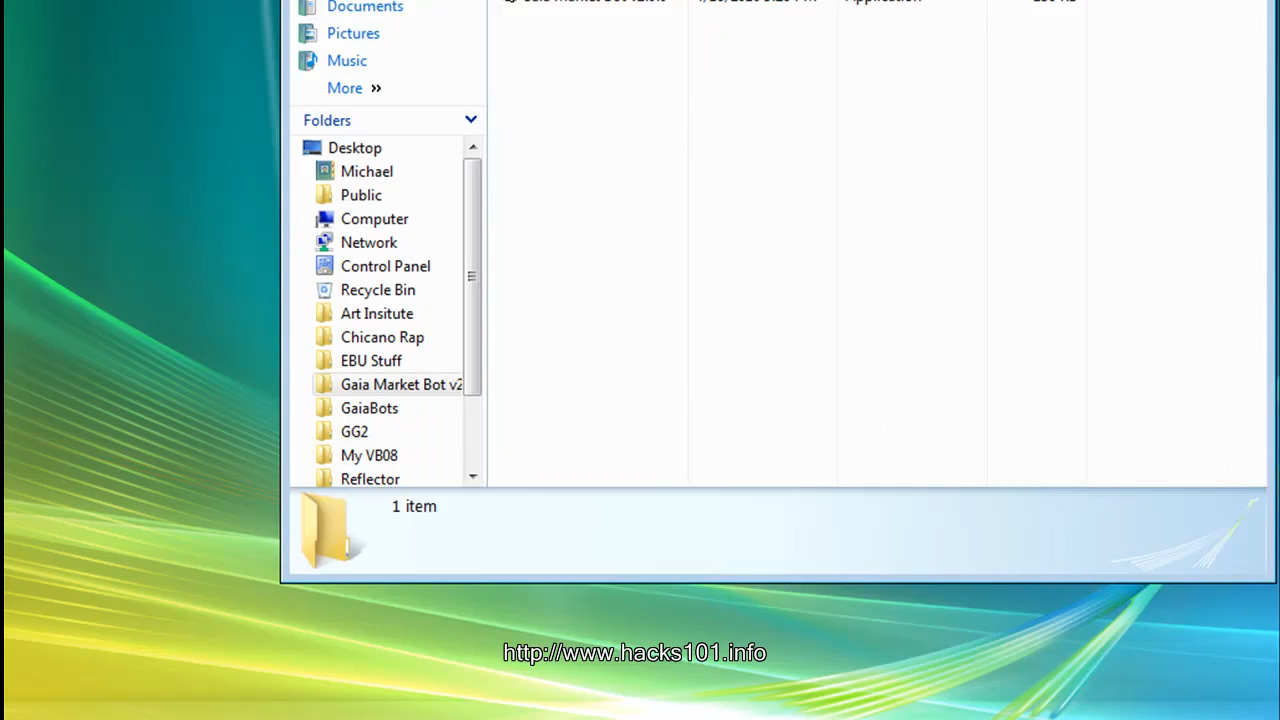 Documents
Pictures
Music
More »
Folders
Desktop
Michael
Public
Computer
Network
Control Panel
Recycle Bin
Art Insitute
Chicano Rap
EBU Stuff
Gaia Market Bot v2
GaiaBots
GG2
My VB08
Reflector
1 item
http://www.hacks101.info